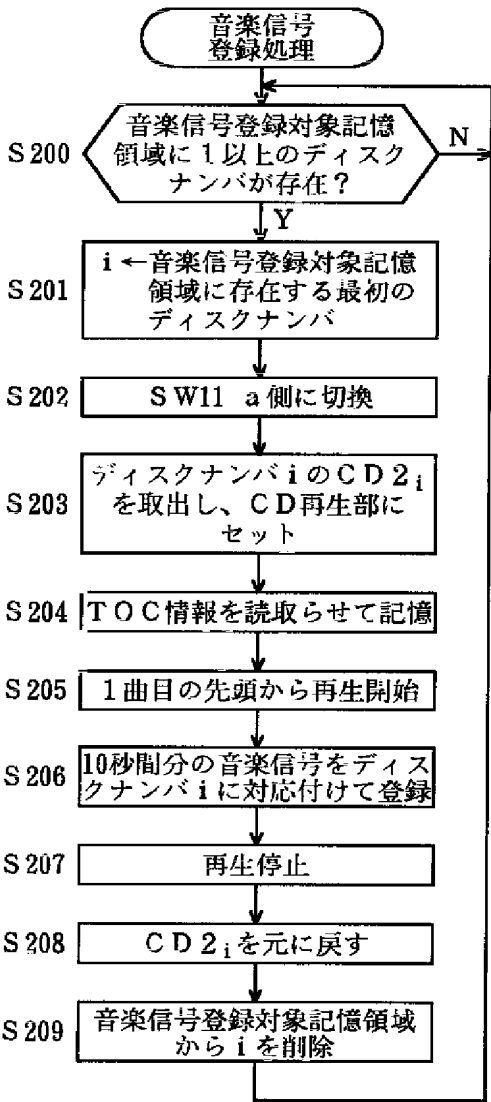 音楽信号
登録処理
S200
音楽信号登録対象記憶
領域に1以上のディスク
ナンバが存在?
N
Y
S201
i←音楽信号登録対象記憶
領域に存在する最初の
ディスクナンバ
S202
SW11 a側に切換
S203
ディスクナンバiのCD2i
を取出し、CD再生部に
セット
S204
TOC情報を読取らせて記憶
S205
1曲目の先頭から再生開始
S206
10秒間分の音楽信号をディス
クナンバiに対応付けて登録
S207
再生停止
S208
CD2iを元に戻す
S209
音楽信号登録対象記憶領域
からiを削除